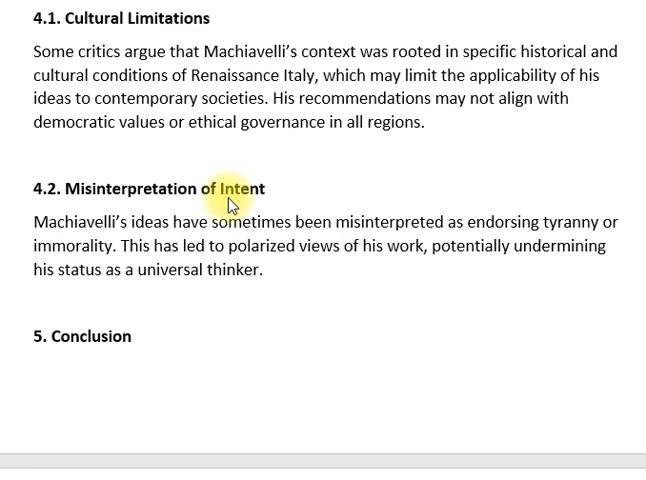 4.1. Cultural Limitations
Some critics argue that Machiavelli’s context was rooted in specific historical and
cultural conditions of Renaissance Italy, which may limit the applicability of his
ideas to contemporary societies. His recommendations may not align with
democratic values or ethical governance in all regions.
4.2. Misinterpretation of Intent
Machiavelli’s ideas have sometimes been misinterpreted as endorsing tyranny or
immorality. This has led to polarized views of his work, potentially undermining
his status as a universal thinker.
5. Conclusion